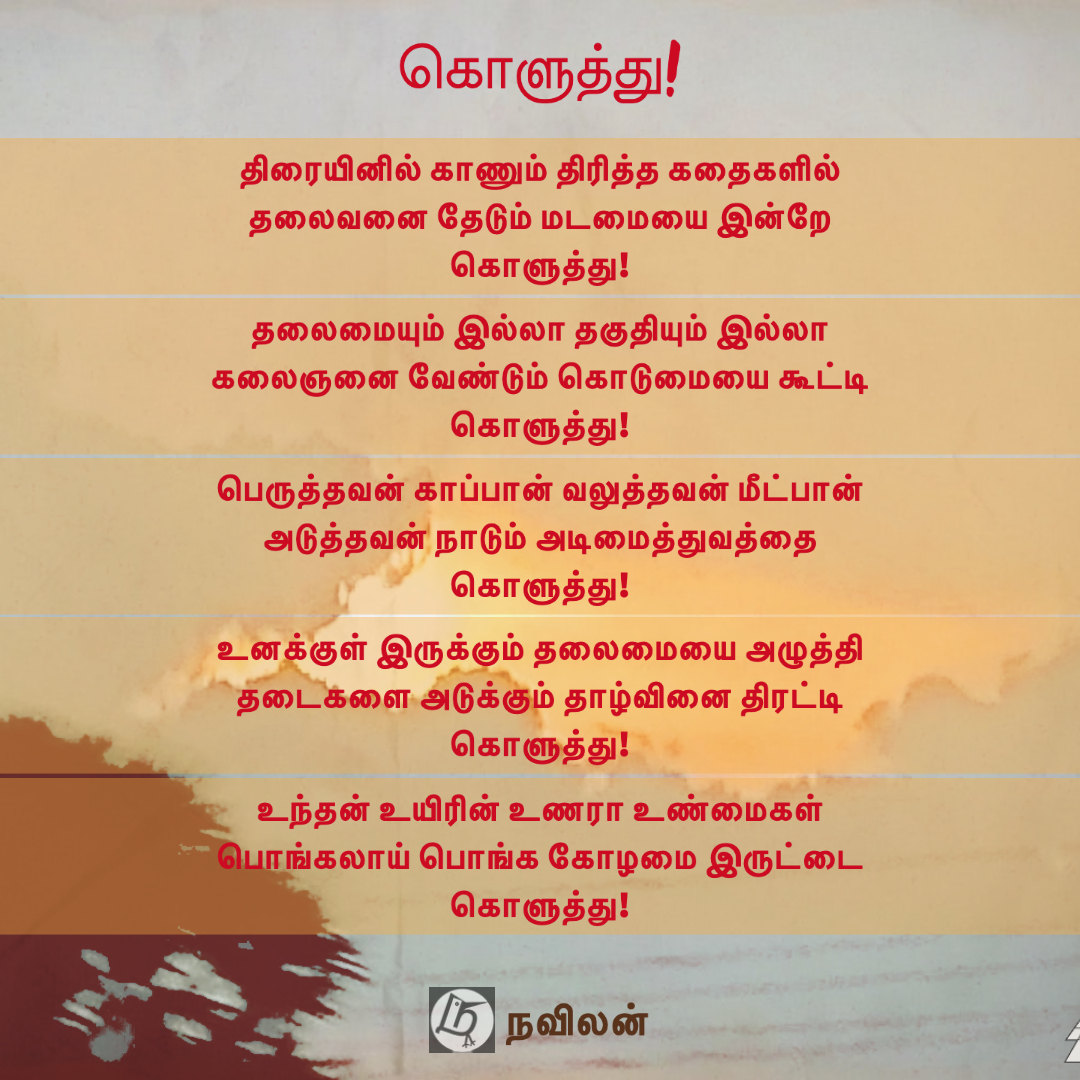 கொளுத்து!
திரையினில் காணும் திரித்த கதைகளில்
தலைவனை தேடும் மடமையை இன்றே
கொளுத்து!
தலைமையும் இல்லா தகுதியும் இல்லா
கலைஞனை வேண்டும் கொடுமையை கூட்டி
கொளுத்து!
பெருத்தவன் காப்பான் வலுத்தவன் மீட்பான்
அடுத்தவன் நாடும் அடிமைத்துவத்தை
கொளுத்து!
உனக்குள் இருக்கும் தலைமையை அழுத்தி
தடைகளை அடுக்கும் தாழ்வினை திரட்டி
கொளுத்து!
உந்தன் உயிரின் உணரா உண்மைகள்
பொங்கலாய் பொங்க கோழமை இருட்டை
கொளுத்து!
நவிலன்